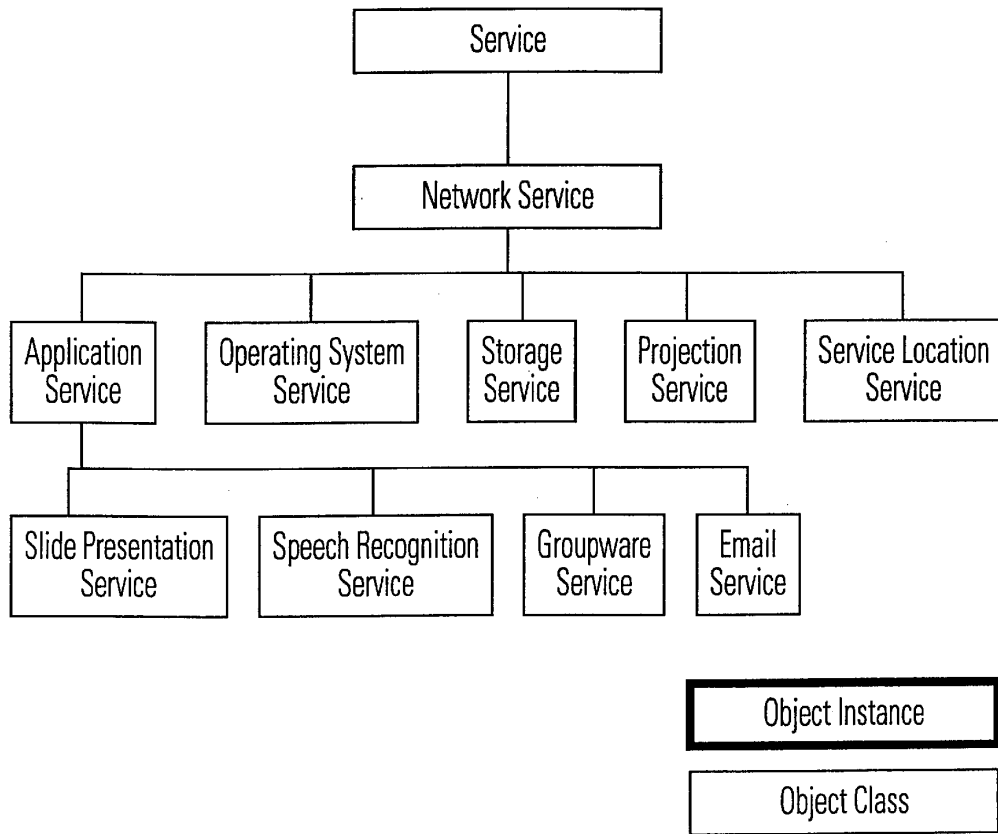 Service
Network Service
Application
Service
Operating System
Service
Storage
Service
Projection
Service
Service Location
Service
Slide Presentation
Service
Speech Recognition
Service
Groupware
Service
Email
Service
Object Instance
Object Class